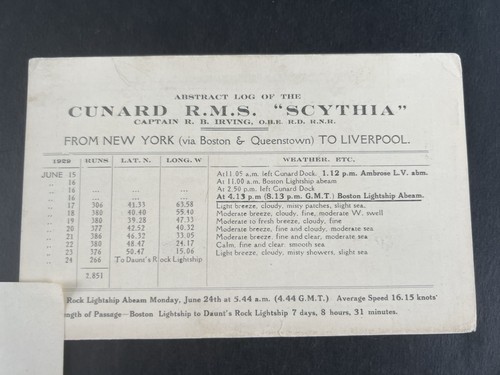 ABSTRACT LOG OF THE
CUNARD R.M.S. "SCYTHIA"
CAPTAIN R. B. IRVING, O.B.E. R.D. R.N.R.
FROM NEW YORK (via Boston & Queenstown) TO LIVERPOOL.
1929 RUNS LAT. N. LONG. W WEATHER, ETC.
JUNE 15 At 11.05 a.m. left Cunard Dock. 1.12 pm. Ambrose L.V. abm.
" 16 ... ... ... At 11.00 a.m. Boston Lightship abeam
" 16 ... ... ... At 2.50 pm. left Cunard Dock
" 16 ... ... ... At 4.13 pm (8.13 p.m. G.M.T.) Boston Lightship Abeam.
" 17 306 41.33 63.58 Light breeze, cloudy, misty patches, slight sea.
" 18 380 40.40 55.40 Moderate breeze, cloudy, fine, moderate W. swell
" 19 380 39.28 47.33 Moderate to fresh breeze, cloudy, fine
" 20 377 42.52 40.32 Moderate breeze, fine and cloudy, moderate sea
" 21 386 46.32 33.09 Moderate breeze, fine and clear, moderate sea
" 22 380 48.47 24.17 Calm, fine and clear, smooth sea
" 23 376 50.47 15.06 Light breeze, cloudy, misty showers, slight sea
" 24 266 To Daunt's Rock Lightship
2,851
Rock Lightship Abeam Monday, June 24th at 5.44 a.m. (4.44 G.M.T.) Average Speed 16.15 knots
ngth of Passage—Boston Lightship to Daunt's Rock Lightship 7 days, 8 hours, 31 minutes.